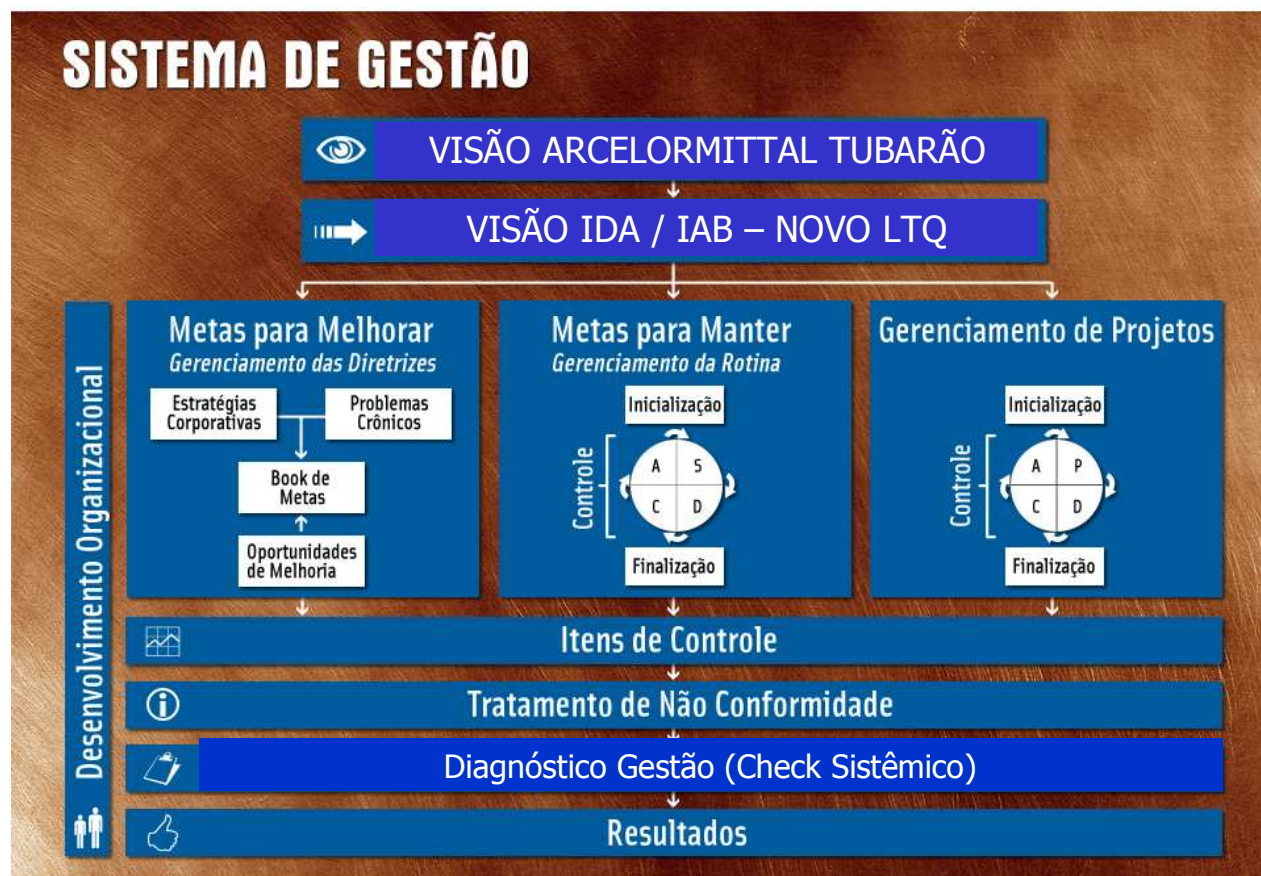 SISTEMA DE GESTÃO
VISÃO ARCELORMITTAL TUBARÃO
VISÃO IDA / IAB – NOVO LTQ
Desenvolvimento Organizacional
Metas para Melhorar
Gerenciamento das Diretrizes
Estratégias
Corporativas
Problemas
Crônicos
Book de
Metas
Oportunidades
de Melhoria
Metas para Manter
Gerenciamento da Rotina
Inicialização
Controle
A S
C D
Finalização
Gerenciamento de Projetos
Inicialização
Controle
A P
C D
Finalização
Itens de Controle
Tratamento de Não Conformidade
Diagnóstico Gestão (Check Sistêmico)
Resultados